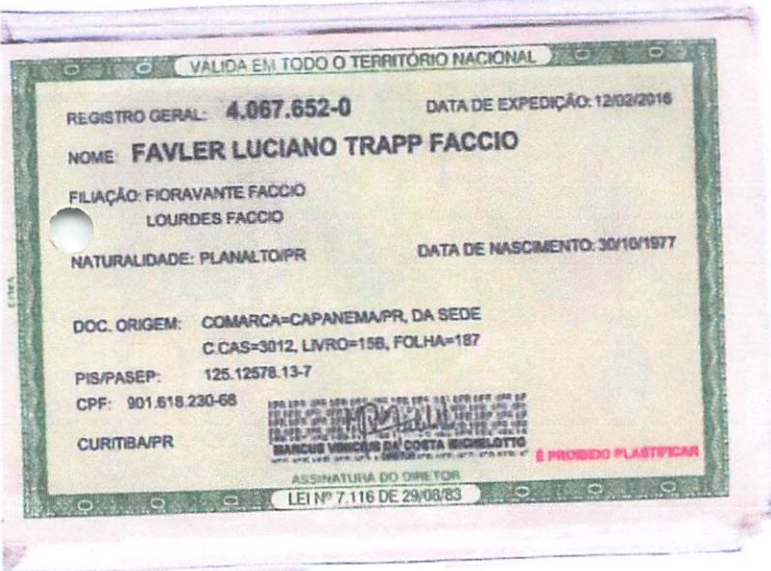 VÁLIDA EM TODO O TERRITÓRIO NACIONAL
REGISTRO GERAL: 4.067.652-0 DATA DE EXPEDIÇÃO: 12/02/2016
NOME: FAVLER LUCIANO TRAPP FACCIO
FILIAÇÃO: FIORAVANTE FACCIO
LOURDES FACCIO
NATURALIDADE: PLANALTO/PR DATA DE NASCIMENTO: 30/10/1977
DOC. ORIGEM: COMARCA=CAPANEMA/PR, DA SEDE
C.CAS=3012, LIVRO=15B, FOLHA=187
PIS/PASEP: 125.12578.13-7
CPF: 901.618.230-68
MARCUS VINICIUS DA COSTA MICHELOTTO
CURITIBA/PR
É PROIBIDO PLASTIFICAR
ASSINATURA DO DIRETOR
LEI Nº 7.116 DE 29/08/83